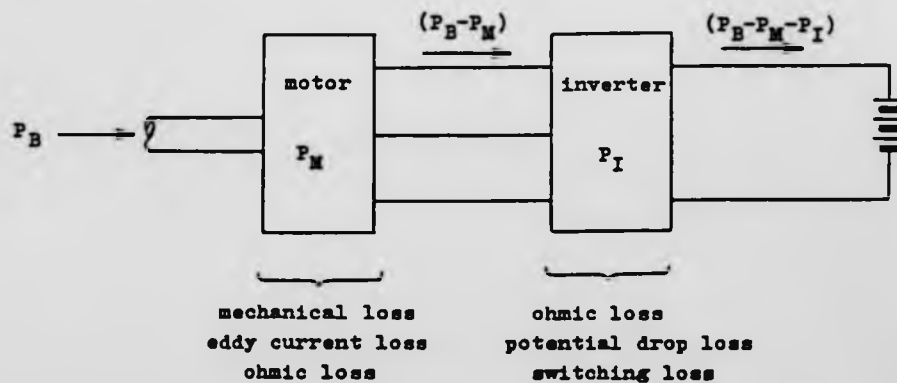 (P_B-P_M)
(P_B-P_M-P_I)
motor
inverter
P_B
P_M
P_I
mechanical loss
eddy current loss
ohmic loss
ohmic loss
potential drop loss
switching loss